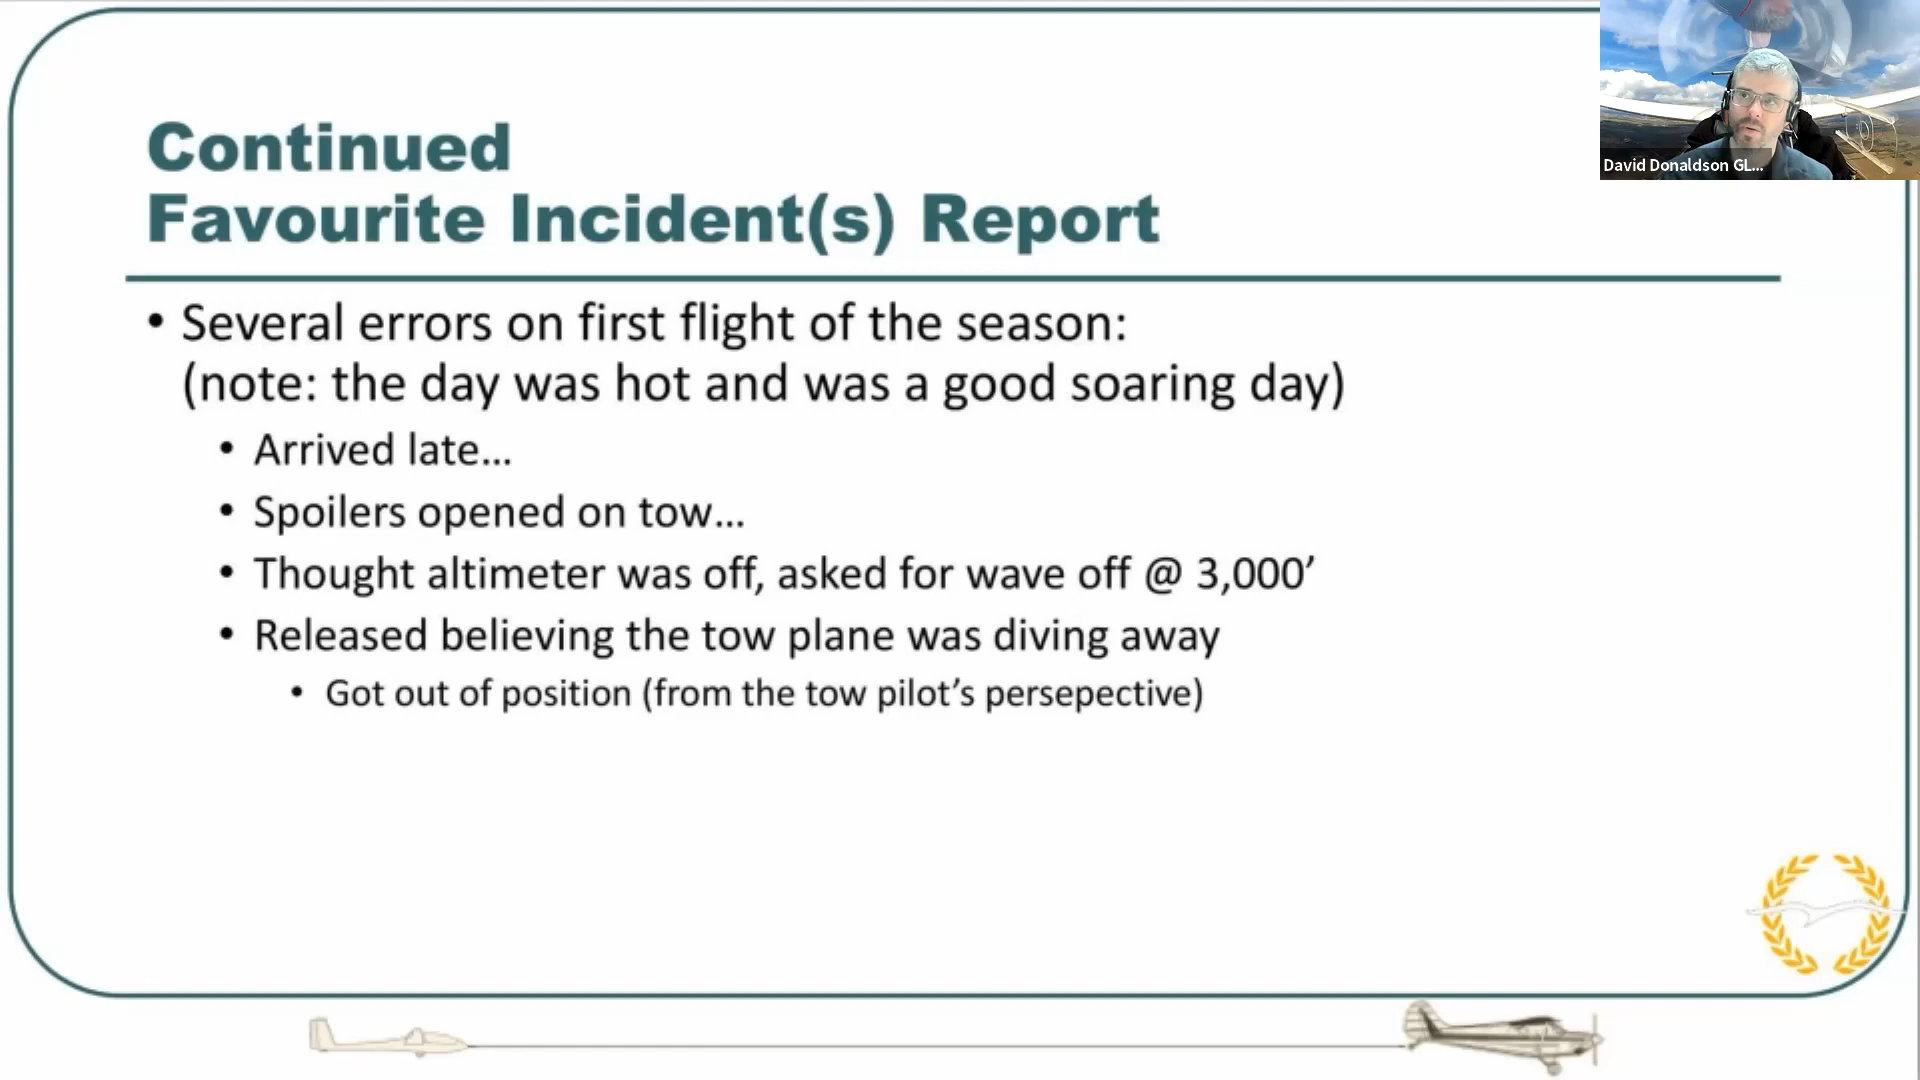 Continued
Favourite Incident(s) Report
• Several errors on first flight of the season:
(note: the day was hot and was a good soaring day)
• Arrived late...
• Spoilers opened on tow...
• Thought altimeter was off, asked for wave off @ 3,000’
• Released believing the tow plane was diving away
• Got out of position (from the tow pilot’s persepective)
David Donaldson GL...